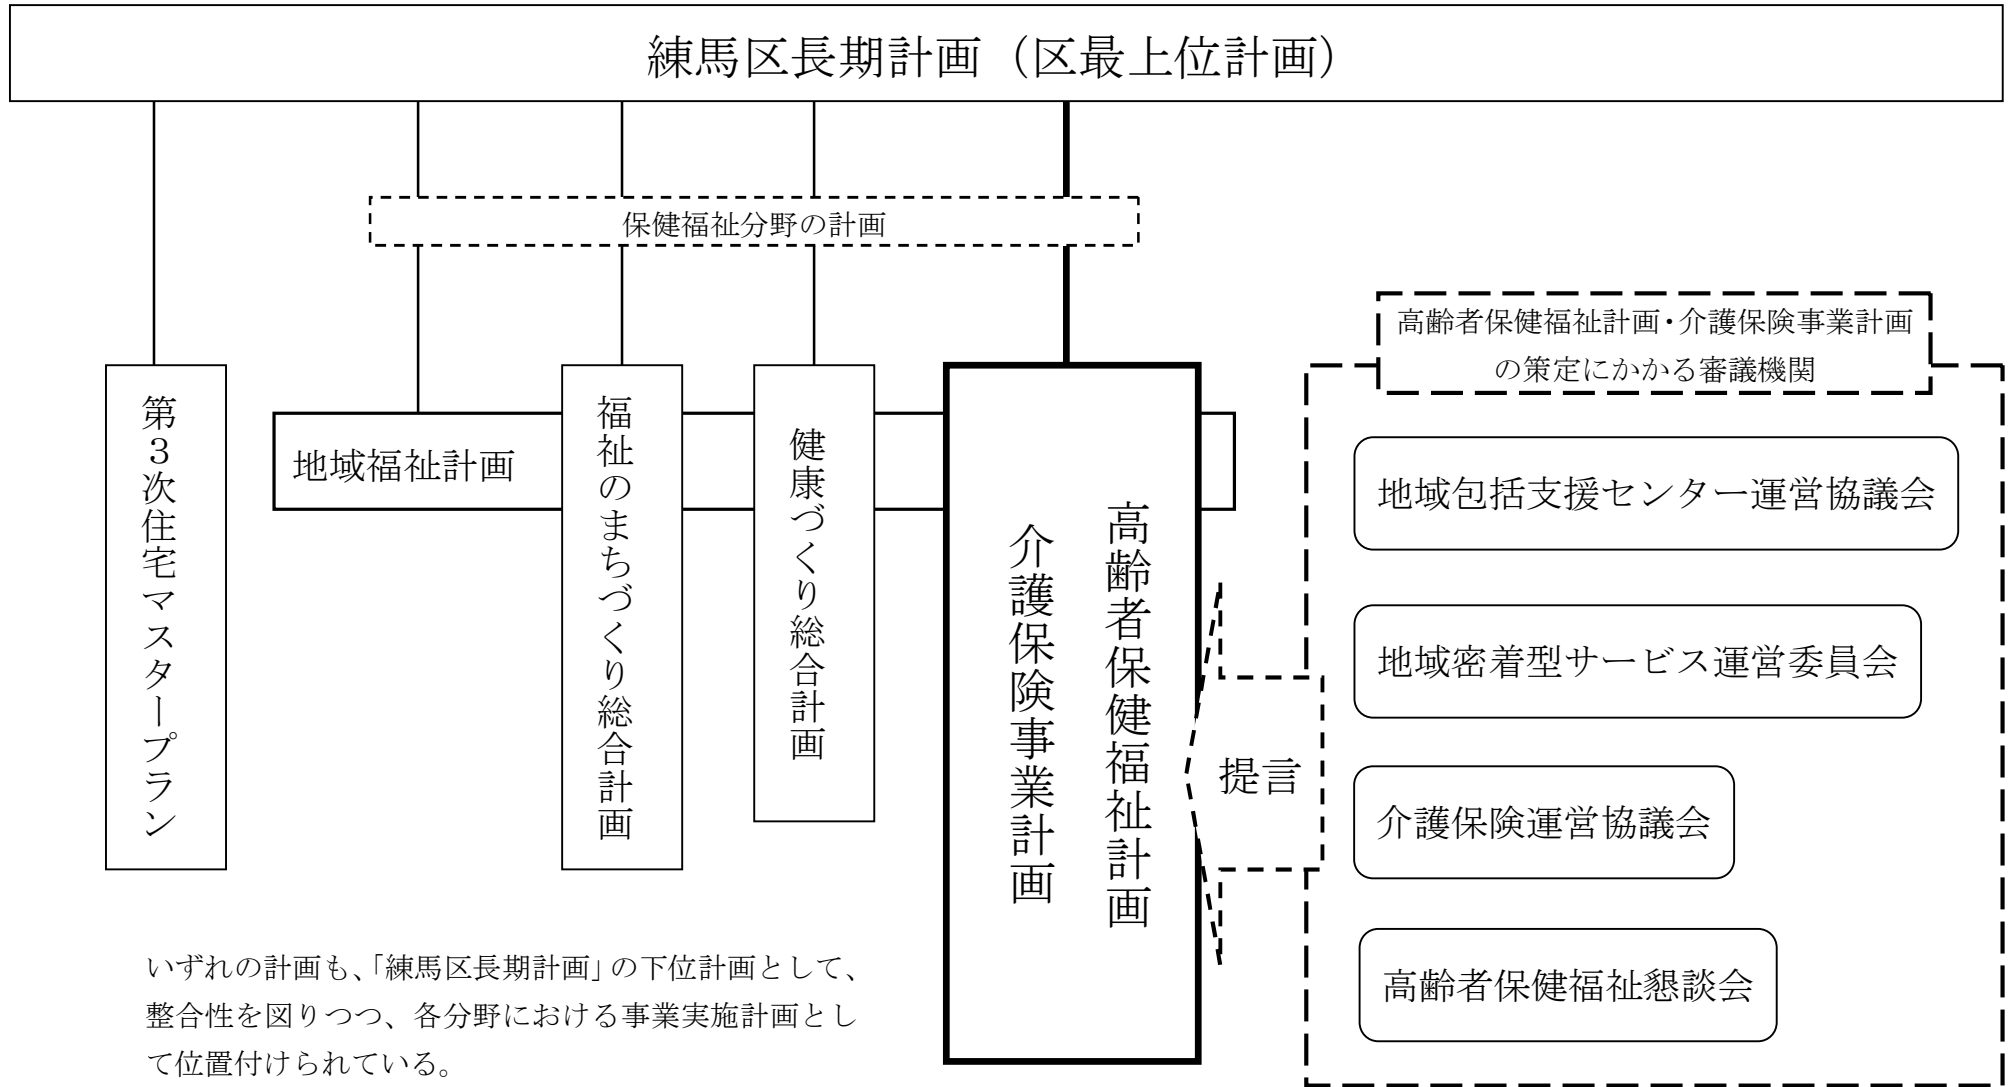 練馬区長期計画（区最上位計画）
保健福祉分野の計画
第３次住宅マスタープラン
地域福祉計画
福祉のまちづくり総合計画
健康づくり総合計画
高齢者保健福祉計画
介護保険事業計画
提言
高齢者保健福祉計画・介護保険事業計画
の策定にかかる審議機関
地域包括支援センター運営協議会
地域密着型サービス運営委員会
介護保険運営協議会
高齢者保健福祉懇談会
いずれの計画も、「練馬区長期計画」の下位計画として、
整合性を図りつつ、各分野における事業実施計画とし
て位置付けられている。